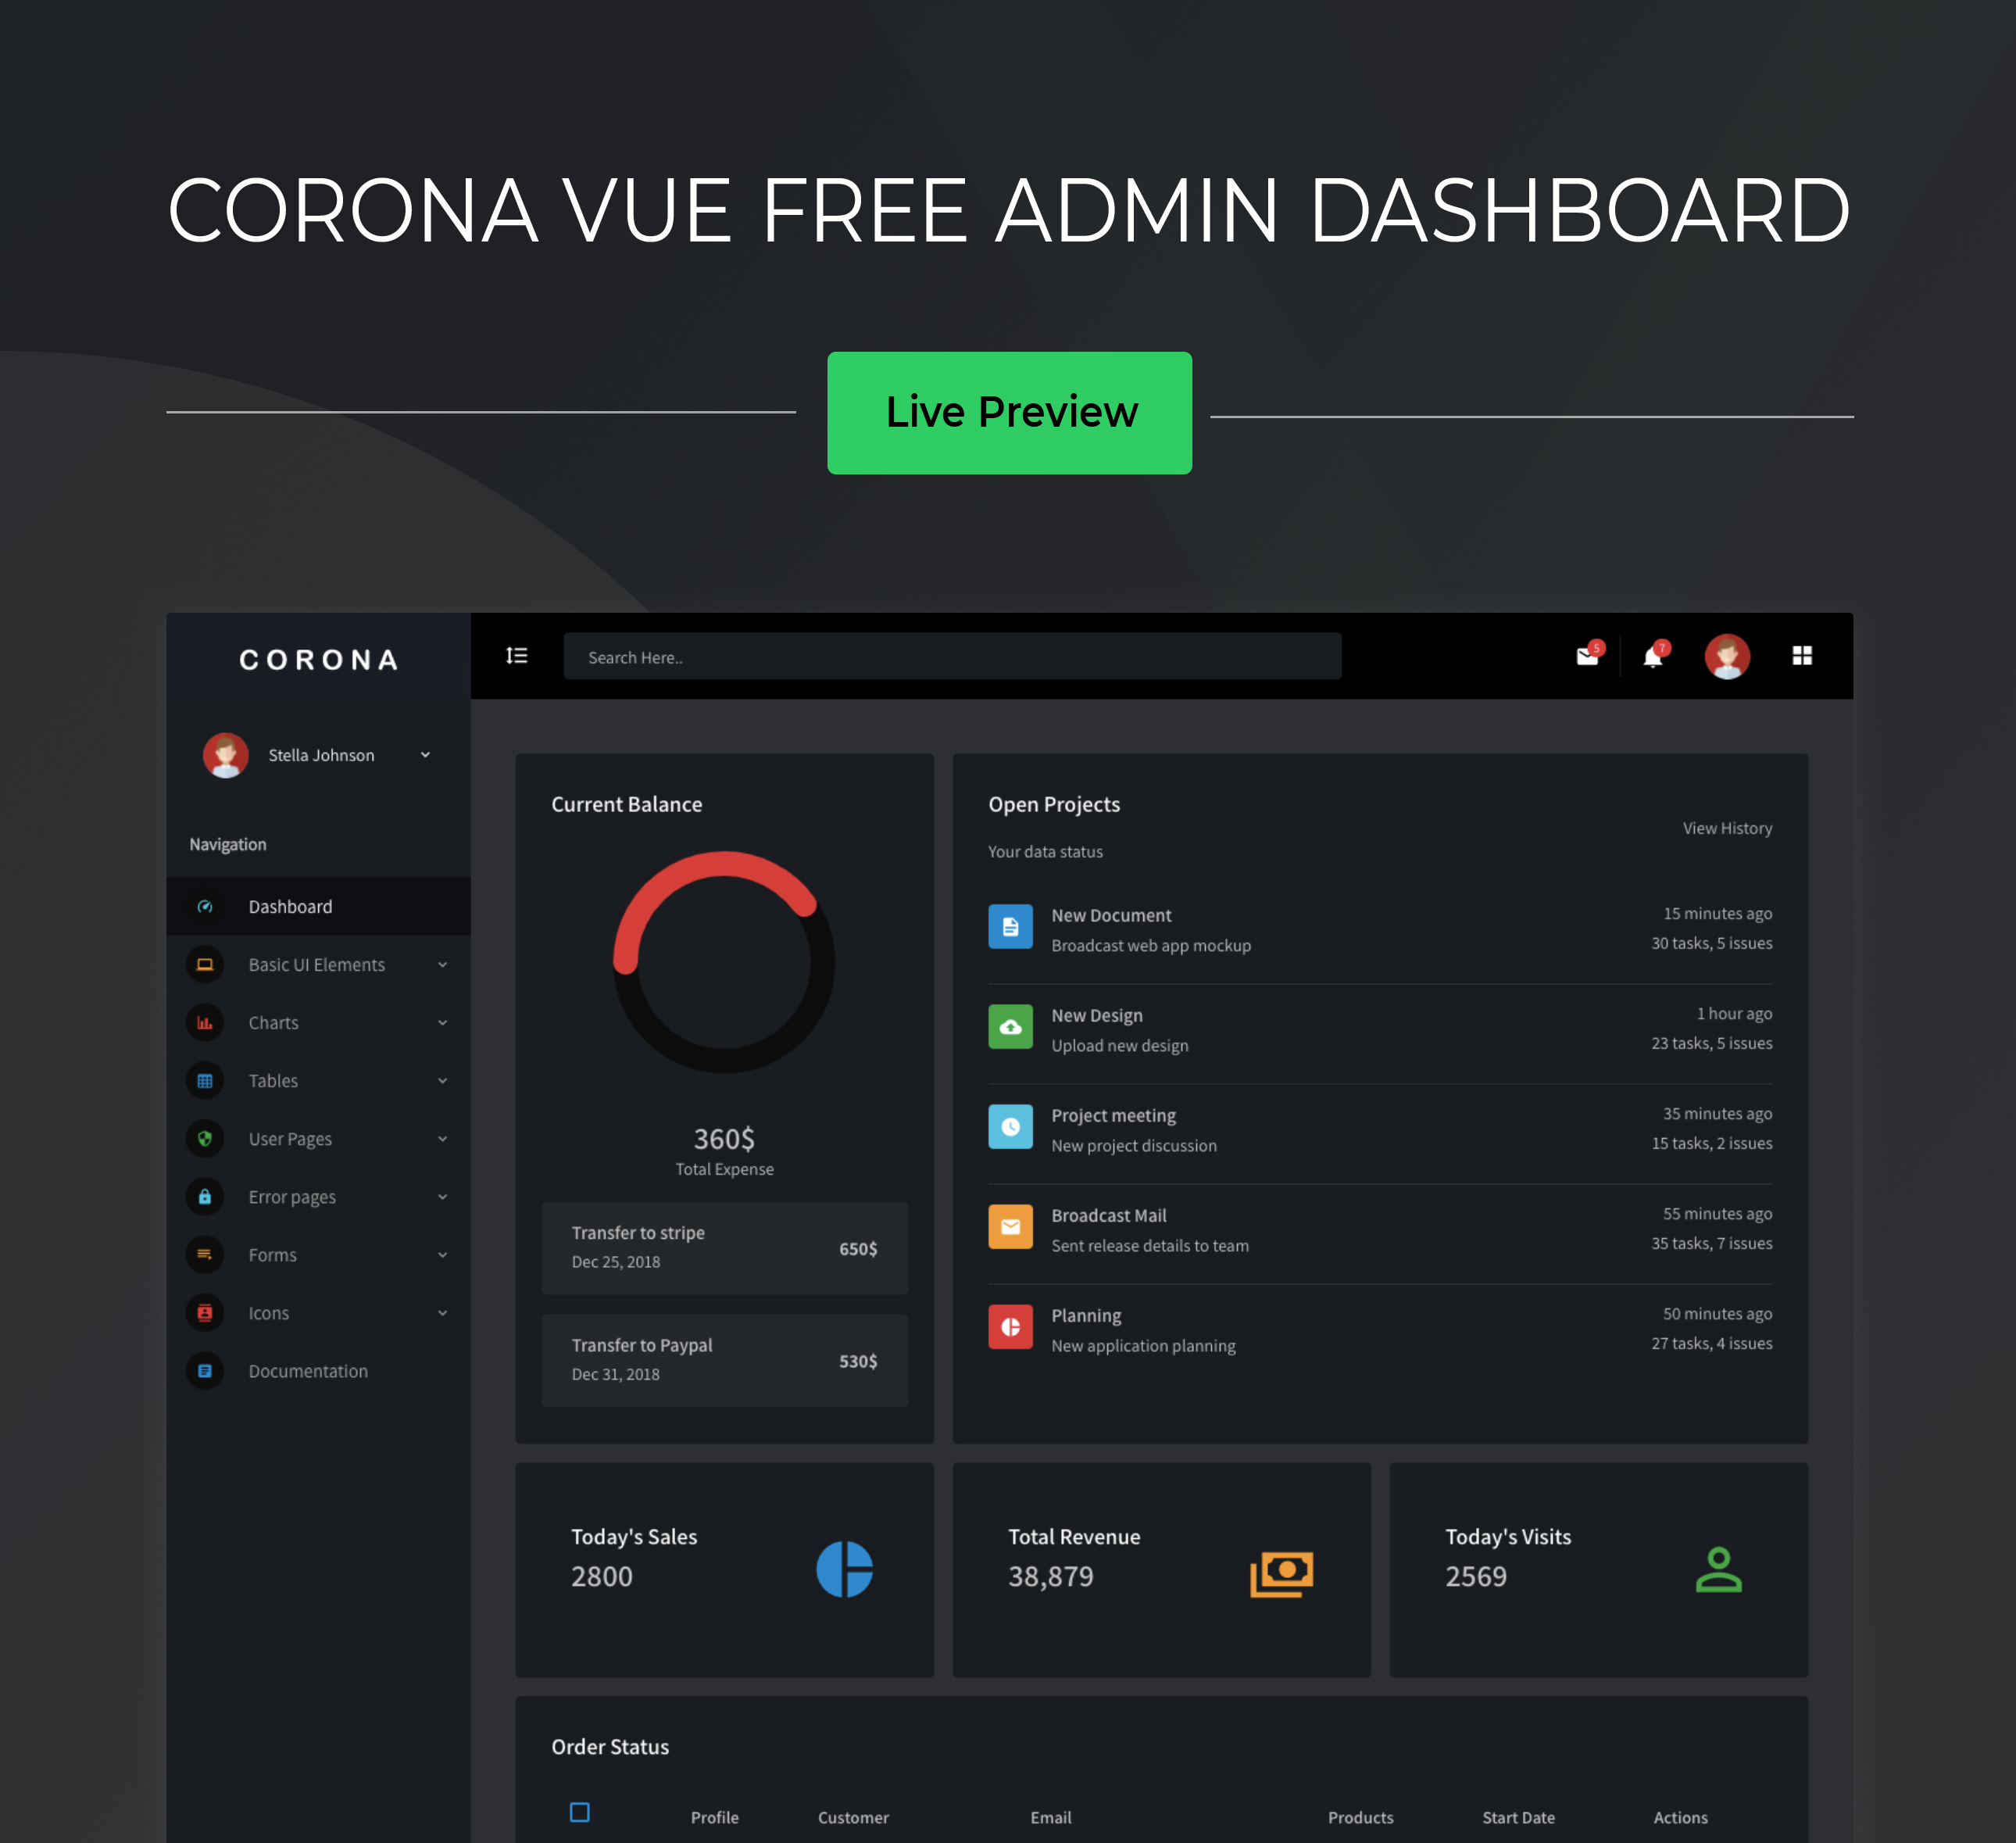 CORONA VUE FREE ADMIN DASHBOARD
Live Preview
CORONA
Search Here..
5
7
Stella Johnson
Navigation
Dashboard
Basic UI Elements
Charts
Tables
User Pages
Error pages
Forms
Icons
Documentation
Current Balance
360$
Total Expense
Transfer to stripe
Dec 25, 2018
650$
Transfer to Paypal
Dec 31, 2018
530$
Open Projects
View History
Your data status
New Document
15 minutes ago
Broadcast web app mockup
30 tasks, 5 issues
New Design
1 hour ago
Upload new design
23 tasks, 5 issues
Project meeting
35 minutes ago
New project discussion
15 tasks, 2 issues
Broadcast Mail
55 minutes ago
Sent release details to team
35 tasks, 7 issues
Planning
50 minutes ago
New application planning
27 tasks, 4 issues
Today's Sales
2800
Total Revenue
38,879
Today's Visits
2569
Order Status
Profile Customer Email Products Start Date Actions